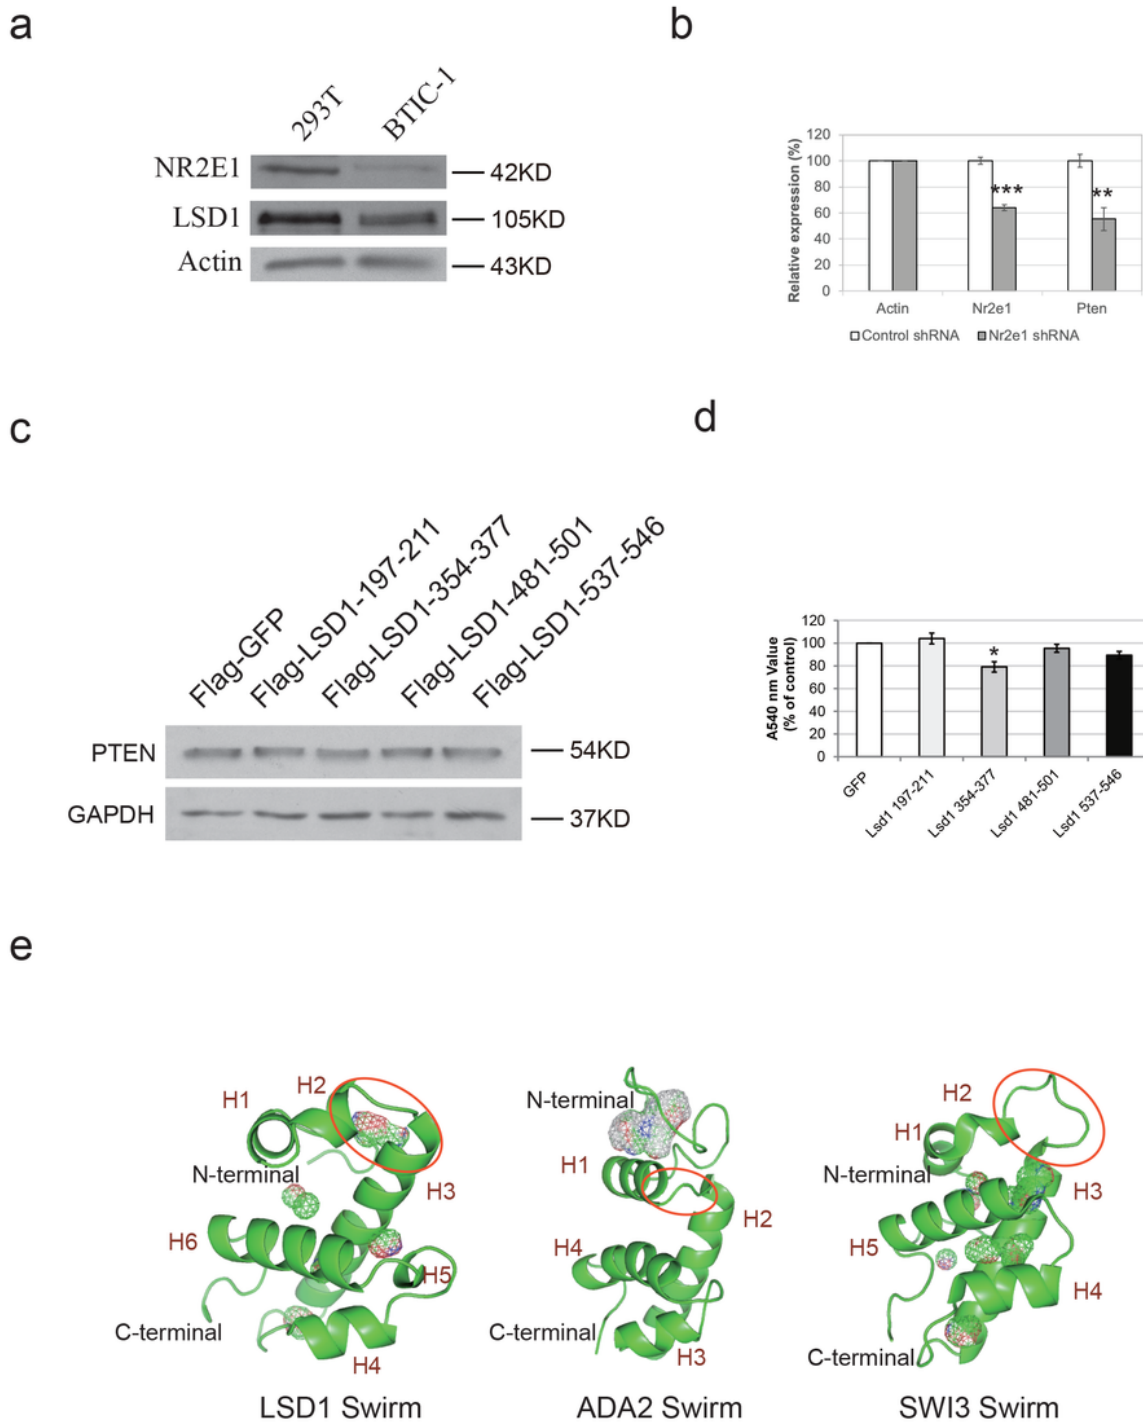 a
293T
BTIC-1
NR2E1
42KD
LSD1
105KD
Actin
43KD
b
Relative expression (%)
120
100
80
60
40
20
0
***
**
Actin Nr2e1 Pten
Control shRNA Nr2e1 shRNA
c
Flag-GFP
Flag-LSD1-197-211
Flag-LSD1-354-377
Flag-LSD1-481-501
Flag-LSD1-537-546
PTEN
54KD
GAPDH
37KD
d
A540 nm Value
(% of control)
120
100
80
60
40
20
0
*
GFP
Lsd1 197-211
Lsd1 354-377
Lsd1 481-501
Lsd1 537-546
e
H1
H2
N-terminal
H3
H6
H5
C-terminal
H4
LSD1 Swirm
N-terminal
H1
H2
H4
C-terminal
H3
ADA2 Swirm
H2
H1
N-terminal
H3
H5
H4
C-terminal
SWI3 Swirm